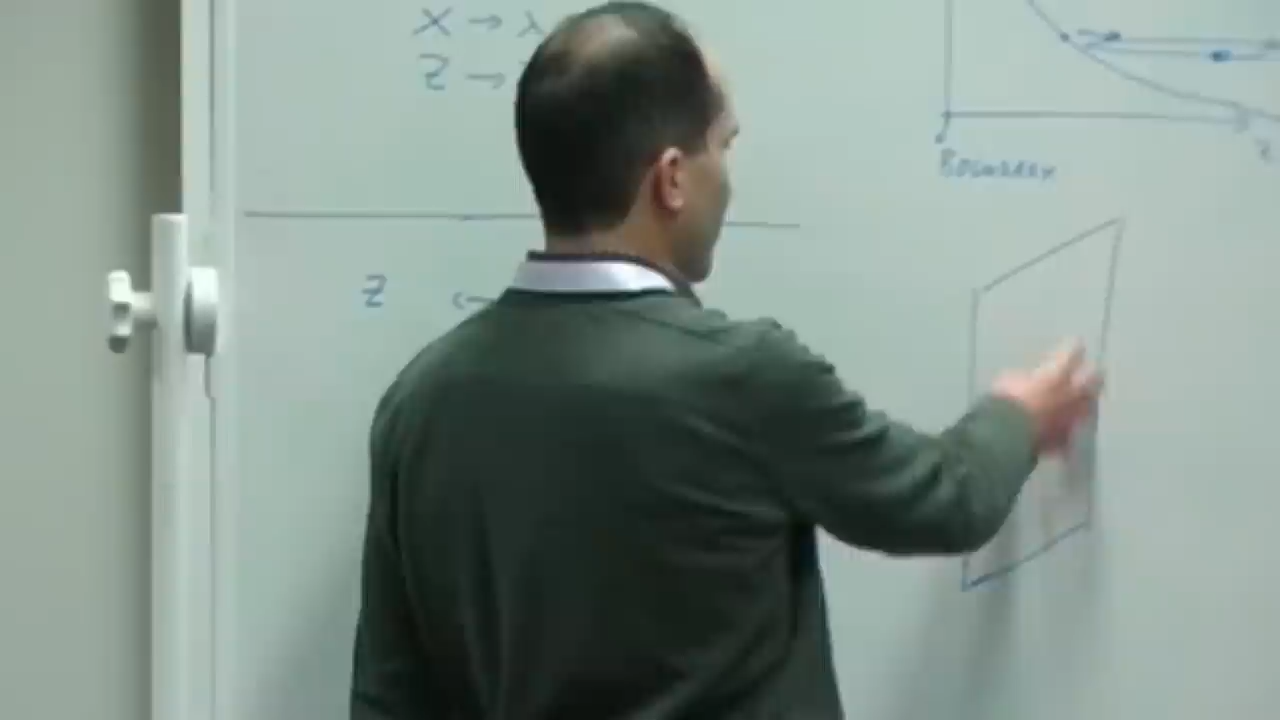 X → λ
Z →
BOUNDARY
Z
Z ←